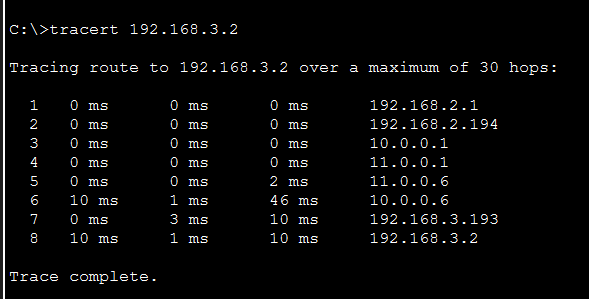 C:\>tracert 192.168.3.2
Tracing route to 192.168.3.2 over a maximum of 30 hops:
1 0 ms 0 ms 0 ms 192.168.2.1
2 0 ms 0 ms 0 ms 192.168.2.194
3 0 ms 0 ms 0 ms 10.0.0.1
4 0 ms 0 ms 0 ms 11.0.0.1
5 0 ms 0 ms 2 ms 11.0.0.6
6 10 ms 1 ms 46 ms 10.0.0.6
7 0 ms 3 ms 10 ms 192.168.3.193
8 10 ms 1 ms 10 ms 192.168.3.2
Trace complete.